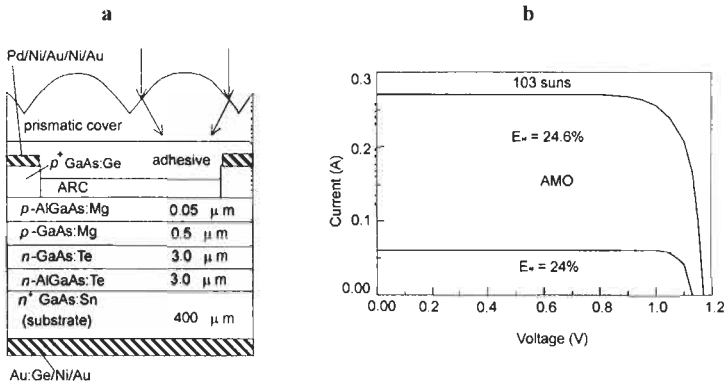 a
Pd/Ni/Au/Ni/Au
prismatic cover
p⁺ GaAs:Ge
adhesive
ARC
p-AlGaAs:Mg 0.05 μm
p-GaAs:Mg 0.5 μm
n-GaAs:Te 3.0 μm
n-AlGaAs:Te 3.0 μm
n⁺ GaAs:Sn
(substrate) 400 μm
Au:Ge/Ni/Au
b
0.3
103 suns
E = 24.6%
0.2
AMO
Current (A)
0.1
E = 24%
0.00
0.00 0.2 0.4 0.6 0.8 1.0 1.2
Voltage (V)